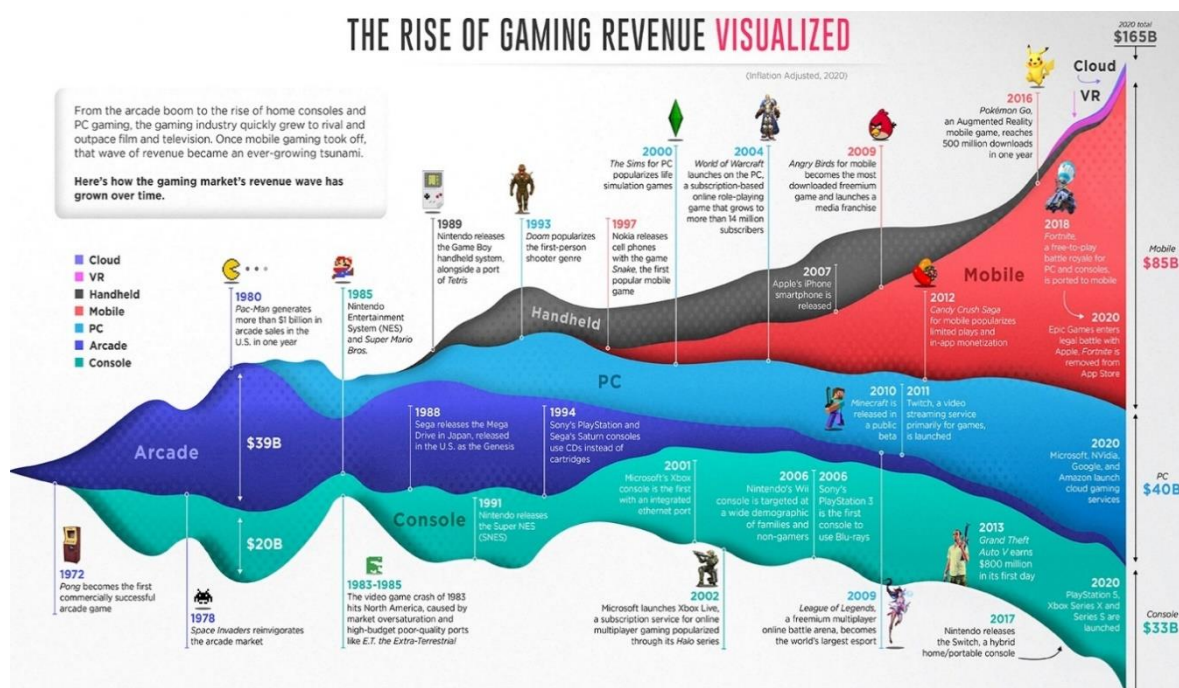 THE RISE OF GAMING REVENUE VISUALIZED
(Inflation Adjusted, 2020)
2020 total
$165B
From the arcade boom to the rise of home consoles and
PC gaming, the gaming industry quickly grew to rival and
outpace film and television. Once mobile gaming took off,
that wave of revenue became an ever-growing tsunami.
Here's how the gaming market's revenue wave has
grown over time.
Cloud
VR
Handheld
Mobile
PC
Arcade
Console
1980
Pac-Man generates
more than $1 billion in
arcade sales in the
U.S. in one year
1985
Nintendo
Entertainment
System (NES)
and Super Mario
Bros.
1989
Nintendo releases
the Game Boy
handheld system,
alongside a port
of Tetris
1993
Doom popularizes
the first-person
shooter genre
1997
Nokia releases
cell phones
with the game
Snake, the first
popular mobile
game
2000
The Sims for PC
popularizes life
simulation games
2004
World of Warcraft
launches on the PC,
a subscription-based
online role-playing
game that grows to
more than 14 million
subscribers
2009
Angry Birds for mobile
becomes the most
downloaded freemium
game and launches a
media franchise
2016
Pokémon Go,
an Augmented Reality
mobile game, reaches
500 million downloads
in one year
Cloud
VR
2007
Apple's iPhone
smartphone is
released
2012
Candy Crush Saga
for mobile popularizes
limited plays and
in-app monetization
2018
Fortnite,
a free-to-play
battle royale for
PC and consoles,
is ported to mobile
2020
Epic Games enters
legal battle with
Apple, Fortnite is
removed from
App Store
Handheld
Mobile
PC
Arcade
Console
$39B
$20B
Mobile
$85B
PC
$40B
Console
$33B
1988
Sega releases the Mega
Drive in Japan, released
in the U.S. as the Genesis
1994
Sony's PlayStation and
Sega's Saturn consoles
use CDs instead of
cartridges
2010
Minecraft is
released in
a public
beta
2011
Twitch, a video
streaming service
primarily for games,
is launched
2020
Microsoft, NVidia,
Google, and
Amazon launch
cloud gaming
services
1991
Nintendo releases
the Super NES
(SNES)
2001
Microsoft's Xbox
console is the first
with an integrated
ethernet port
2006
Nintendo's Wii
console is targeted at
a wide demographic
of families and
non-gamers
2006
Sony's
PlayStation 3
is the first
console to
use Blu-rays
2013
Grand Theft
Auto V earns
$800 million
in its first day
2020
PlayStation 5,
Xbox Series X and
Series S are
launched
1972
Pong becomes the first
commercially successful
arcade game
1978
Space Invaders reinvigorates
the arcade market
1983-1985
The video game crash of 1983
hits North America, caused by
market oversaturation and
high-budget poor-quality ports
like E.T. the Extra-Terrestrial
2002
Microsoft launches Xbox Live,
a subscription service for online
multiplayer gaming popularized
through its Halo series
2009
League of Legends,
a freemium multiplayer
online battle arena, becomes
the world's largest esport
2017
Nintendo releases
the Switch, a hybrid
home/portable console